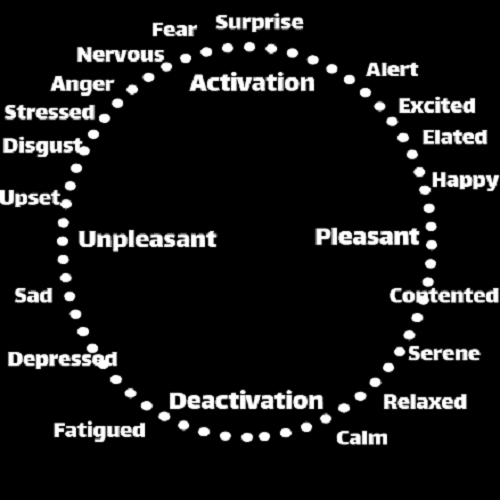 Surprise
Fear
Nervous
Activation
Alert
Anger
Excited
Stressed
Elated
Disgust
Happy
Upset
Unpleasant
Pleasant
Sad
Contented
Depressed
Serene
Deactivation
Relaxed
Fatigued
Calm